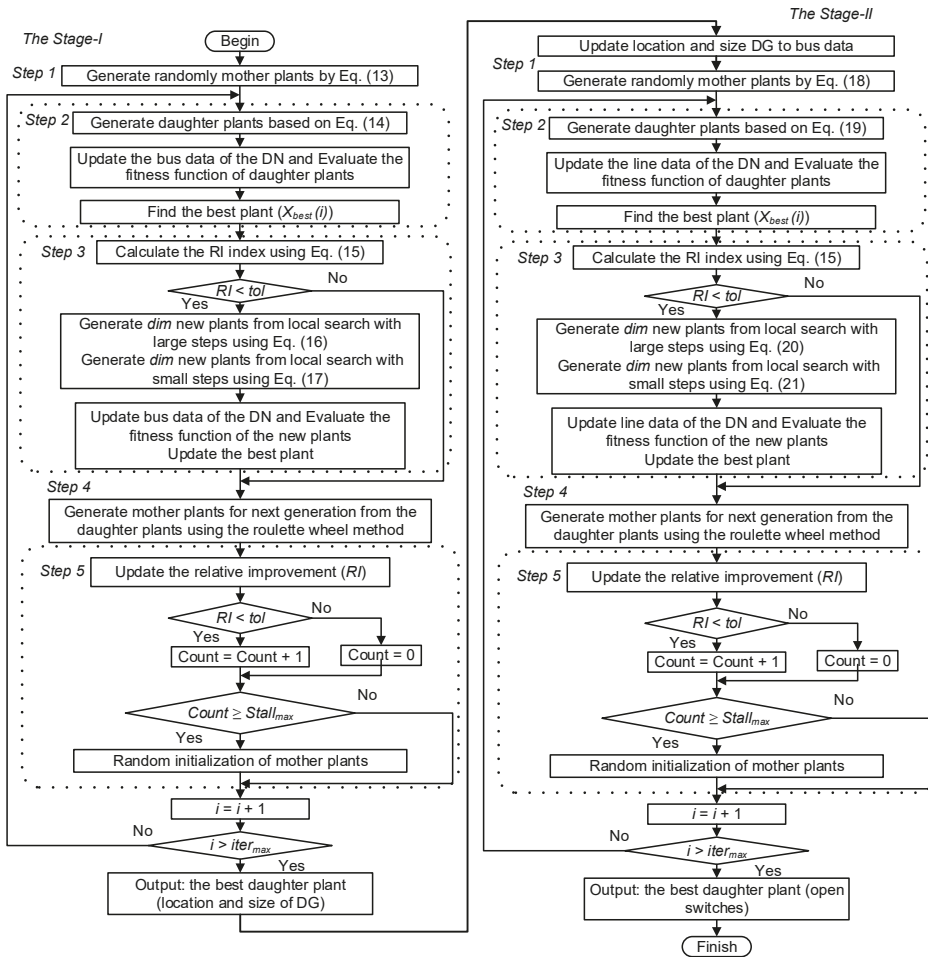 The Stage-I
Begin
Step 1
Generate randomly mother plants by Eq. (13)
Step 2
Generate daughter plants based on Eq. (14)
Update the bus data of the DN and Evaluate the
fitness function of daughter plants
Find the best plant (Xbest(i))
Step 3
Calculate the RI index using Eq. (15)
RI < tol
No
Yes
Generate dim new plants from local search with
large steps using Eq. (16)
Generate dim new plants from local search with
small steps using Eq. (17)
Update bus data of the DN and Evaluate the
fitness function of the new plants
Update the best plant
Step 4
Generate mother plants for next generation from the
daughter plants using the roulette wheel method
Step 5
Update the relative improvement (RI)
RI < tol
No
Yes
Count = Count + 1
Count = 0
Count ≥ Stallmax
No
Yes
Random initialization of mother plants
i = i + 1
i > itermax
No
Yes
Output: the best daughter plant
(location and size of DG)
The Stage-II
Update location and size DG to bus data
Step 1
Generate randomly mother plants by Eq. (18)
Step 2
Generate daughter plants based on Eq. (19)
Update the line data of the DN and Evaluate the
fitness function of daughter plants
Find the best plant (Xbest(i))
Step 3
Calculate the RI index using Eq. (15)
RI < tol
No
Yes
Generate dim new plants from local search with
large steps using Eq. (20)
Generate dim new plants from local search with
small steps using Eq. (21)
Update line data of the DN and Evaluate the
fitness function of the new plants
Update the best plant
Step 4
Generate mother plants for next generation from the
daughter plants using the roulette wheel method
Step 5
Update the relative improvement (RI)
RI < tol
No
Yes
Count = Count + 1
Count = 0
Count ≥ Stallmax
No
Yes
Random initialization of mother plants
i = i + 1
i > itermax
No
Yes
Output: the best daughter plant (open
switches)
Finish